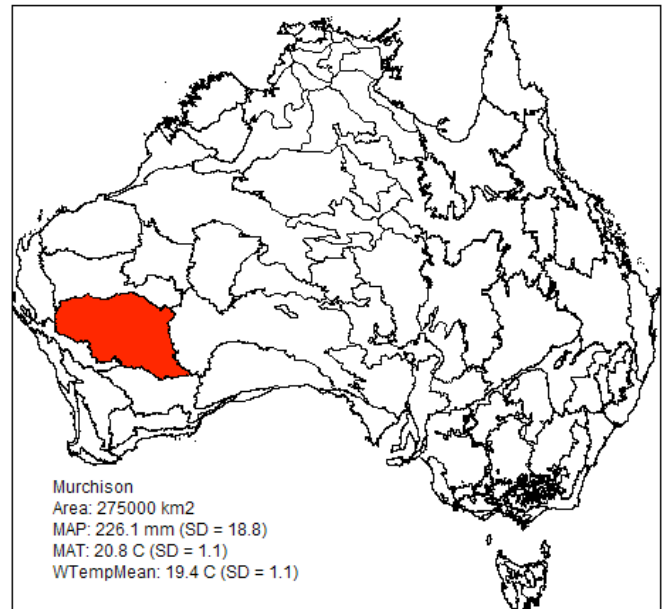 Murchison
Area: 275000 km2
MAP: 226.1 mm (SD = 18.8)
MAT: 20.8 C (SD = 1.1)
WTempMean: 19.4 C (SD = 1.1)